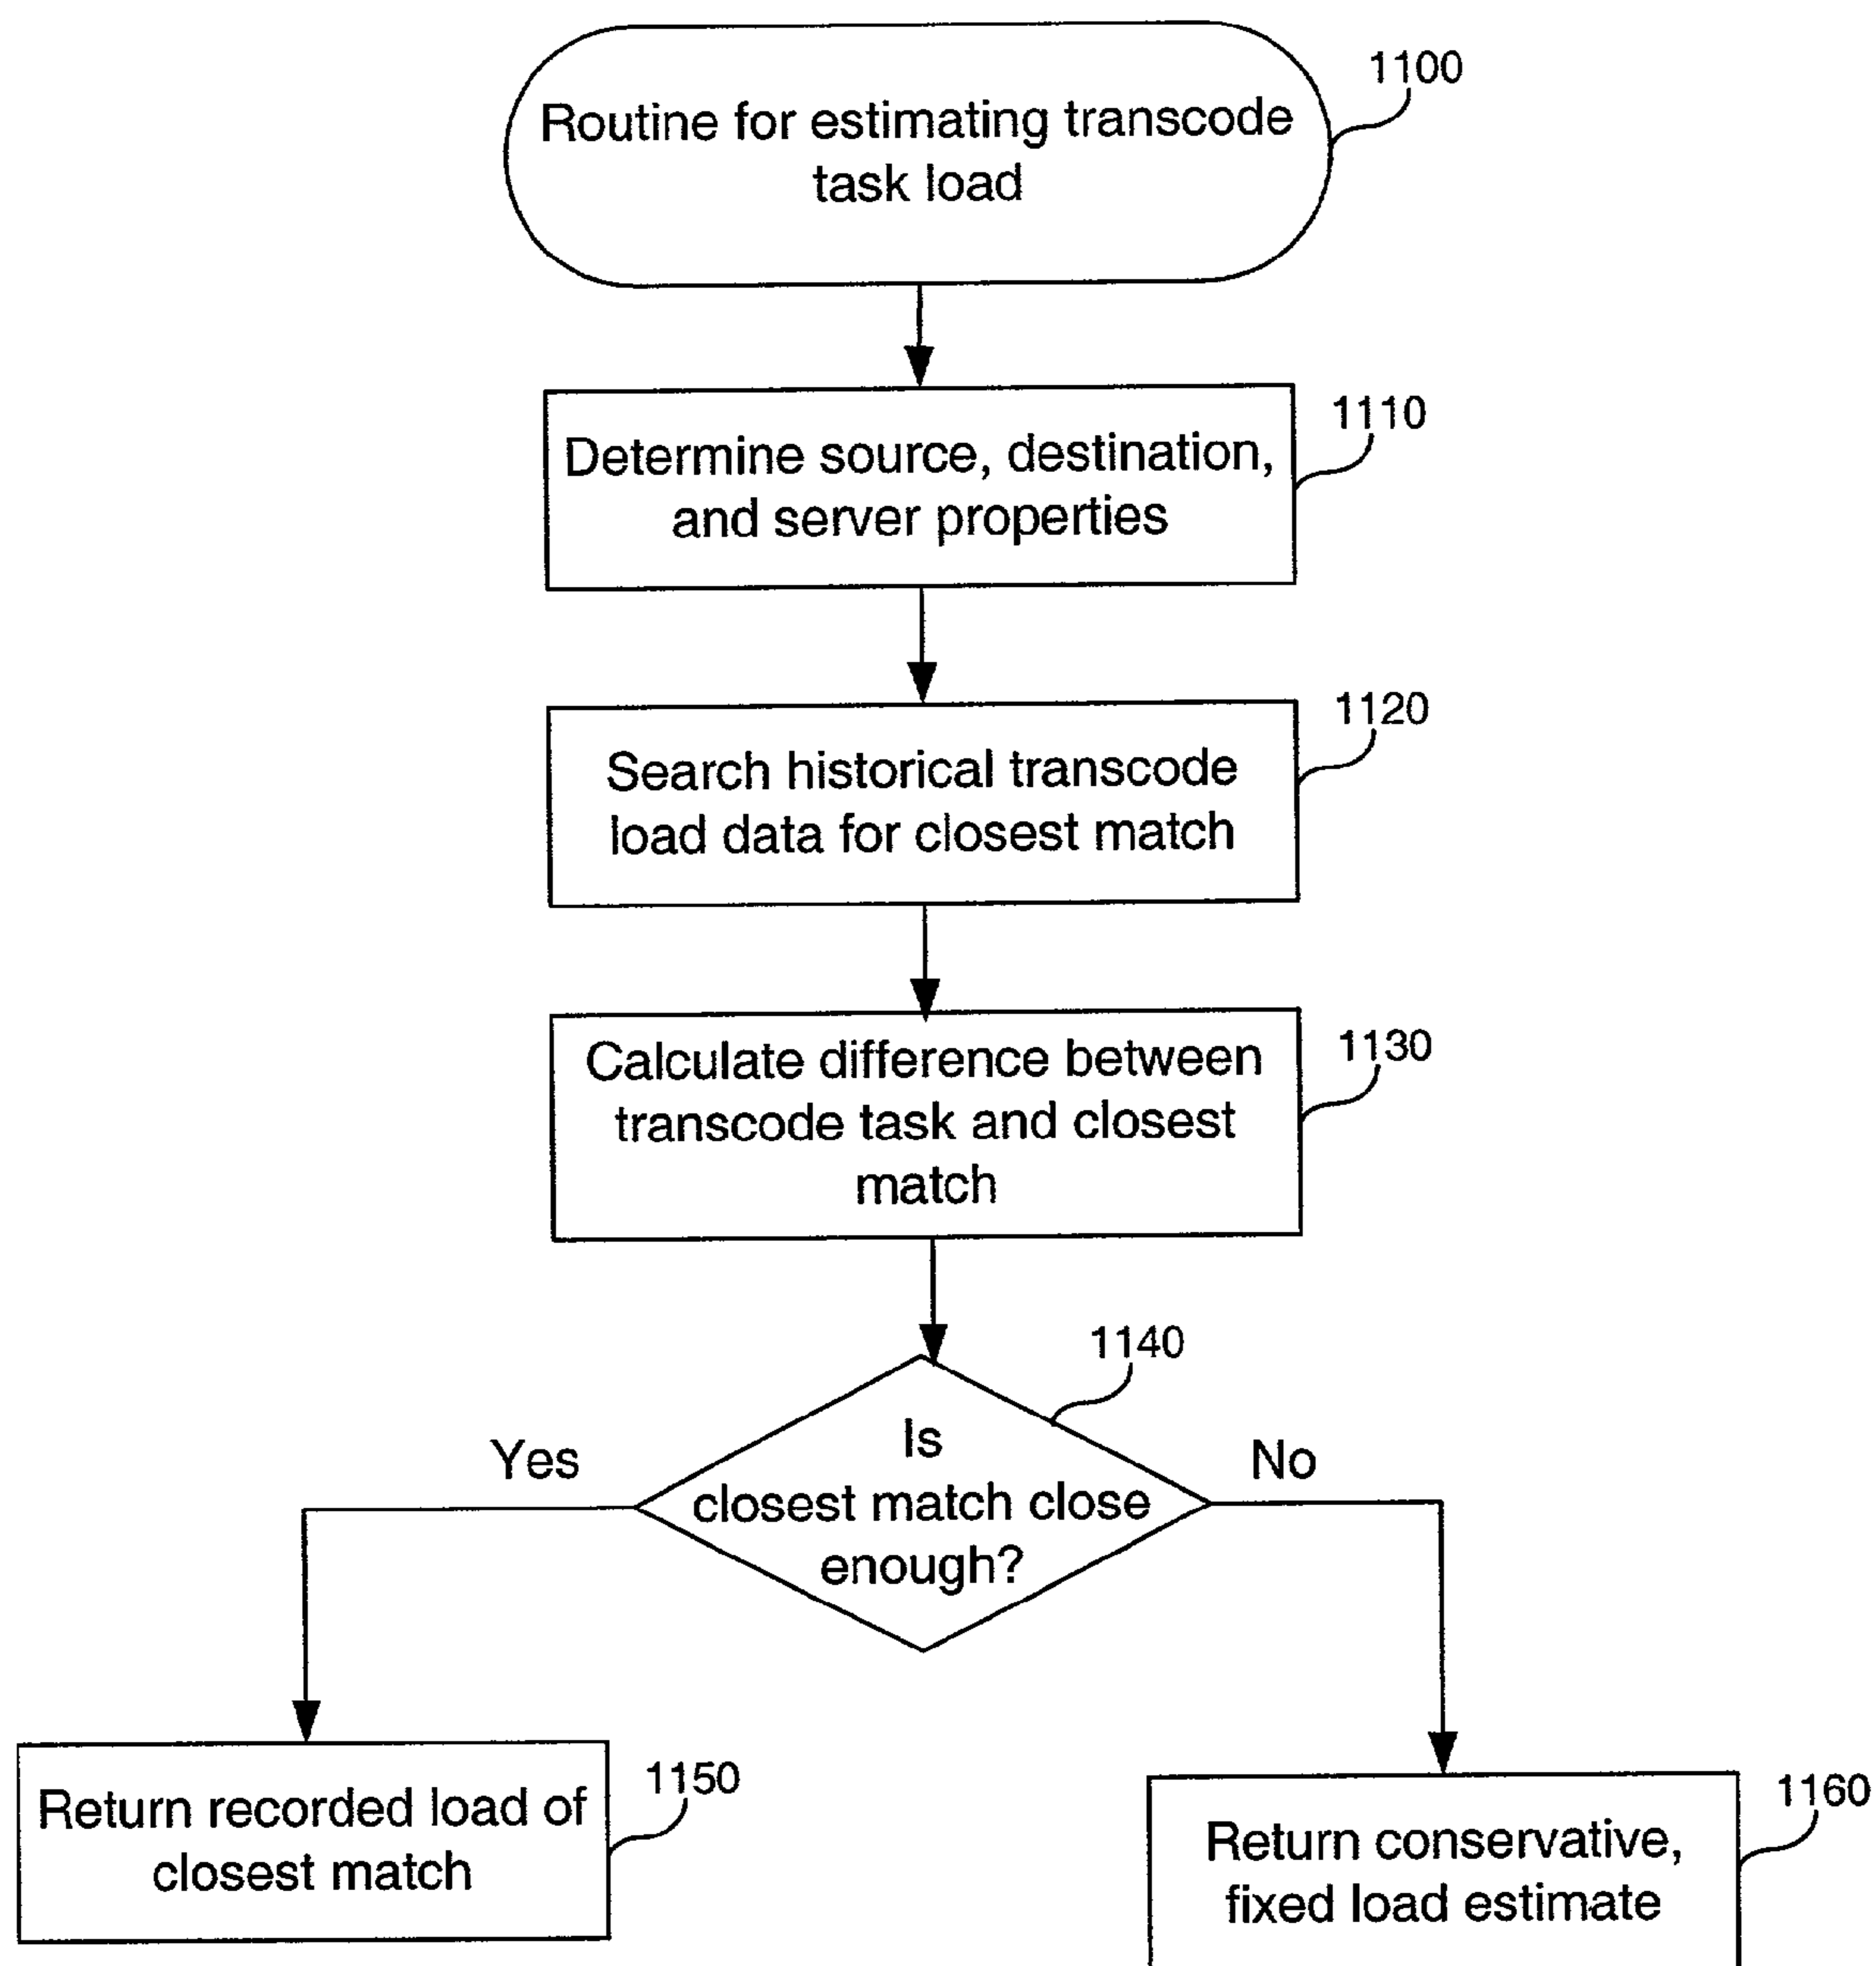 1100
Routine for estimating transcode
task load
1110
Determine source, destination,
and server properties
1120
Search historical transcode
load data for closest match
1130
Calculate difference between
transcode task and closest
match
1140
Is
closest match close
enough?
Yes
No
1150
Return recorded load of
closest match
1160
Return conservative,
fixed load estimate